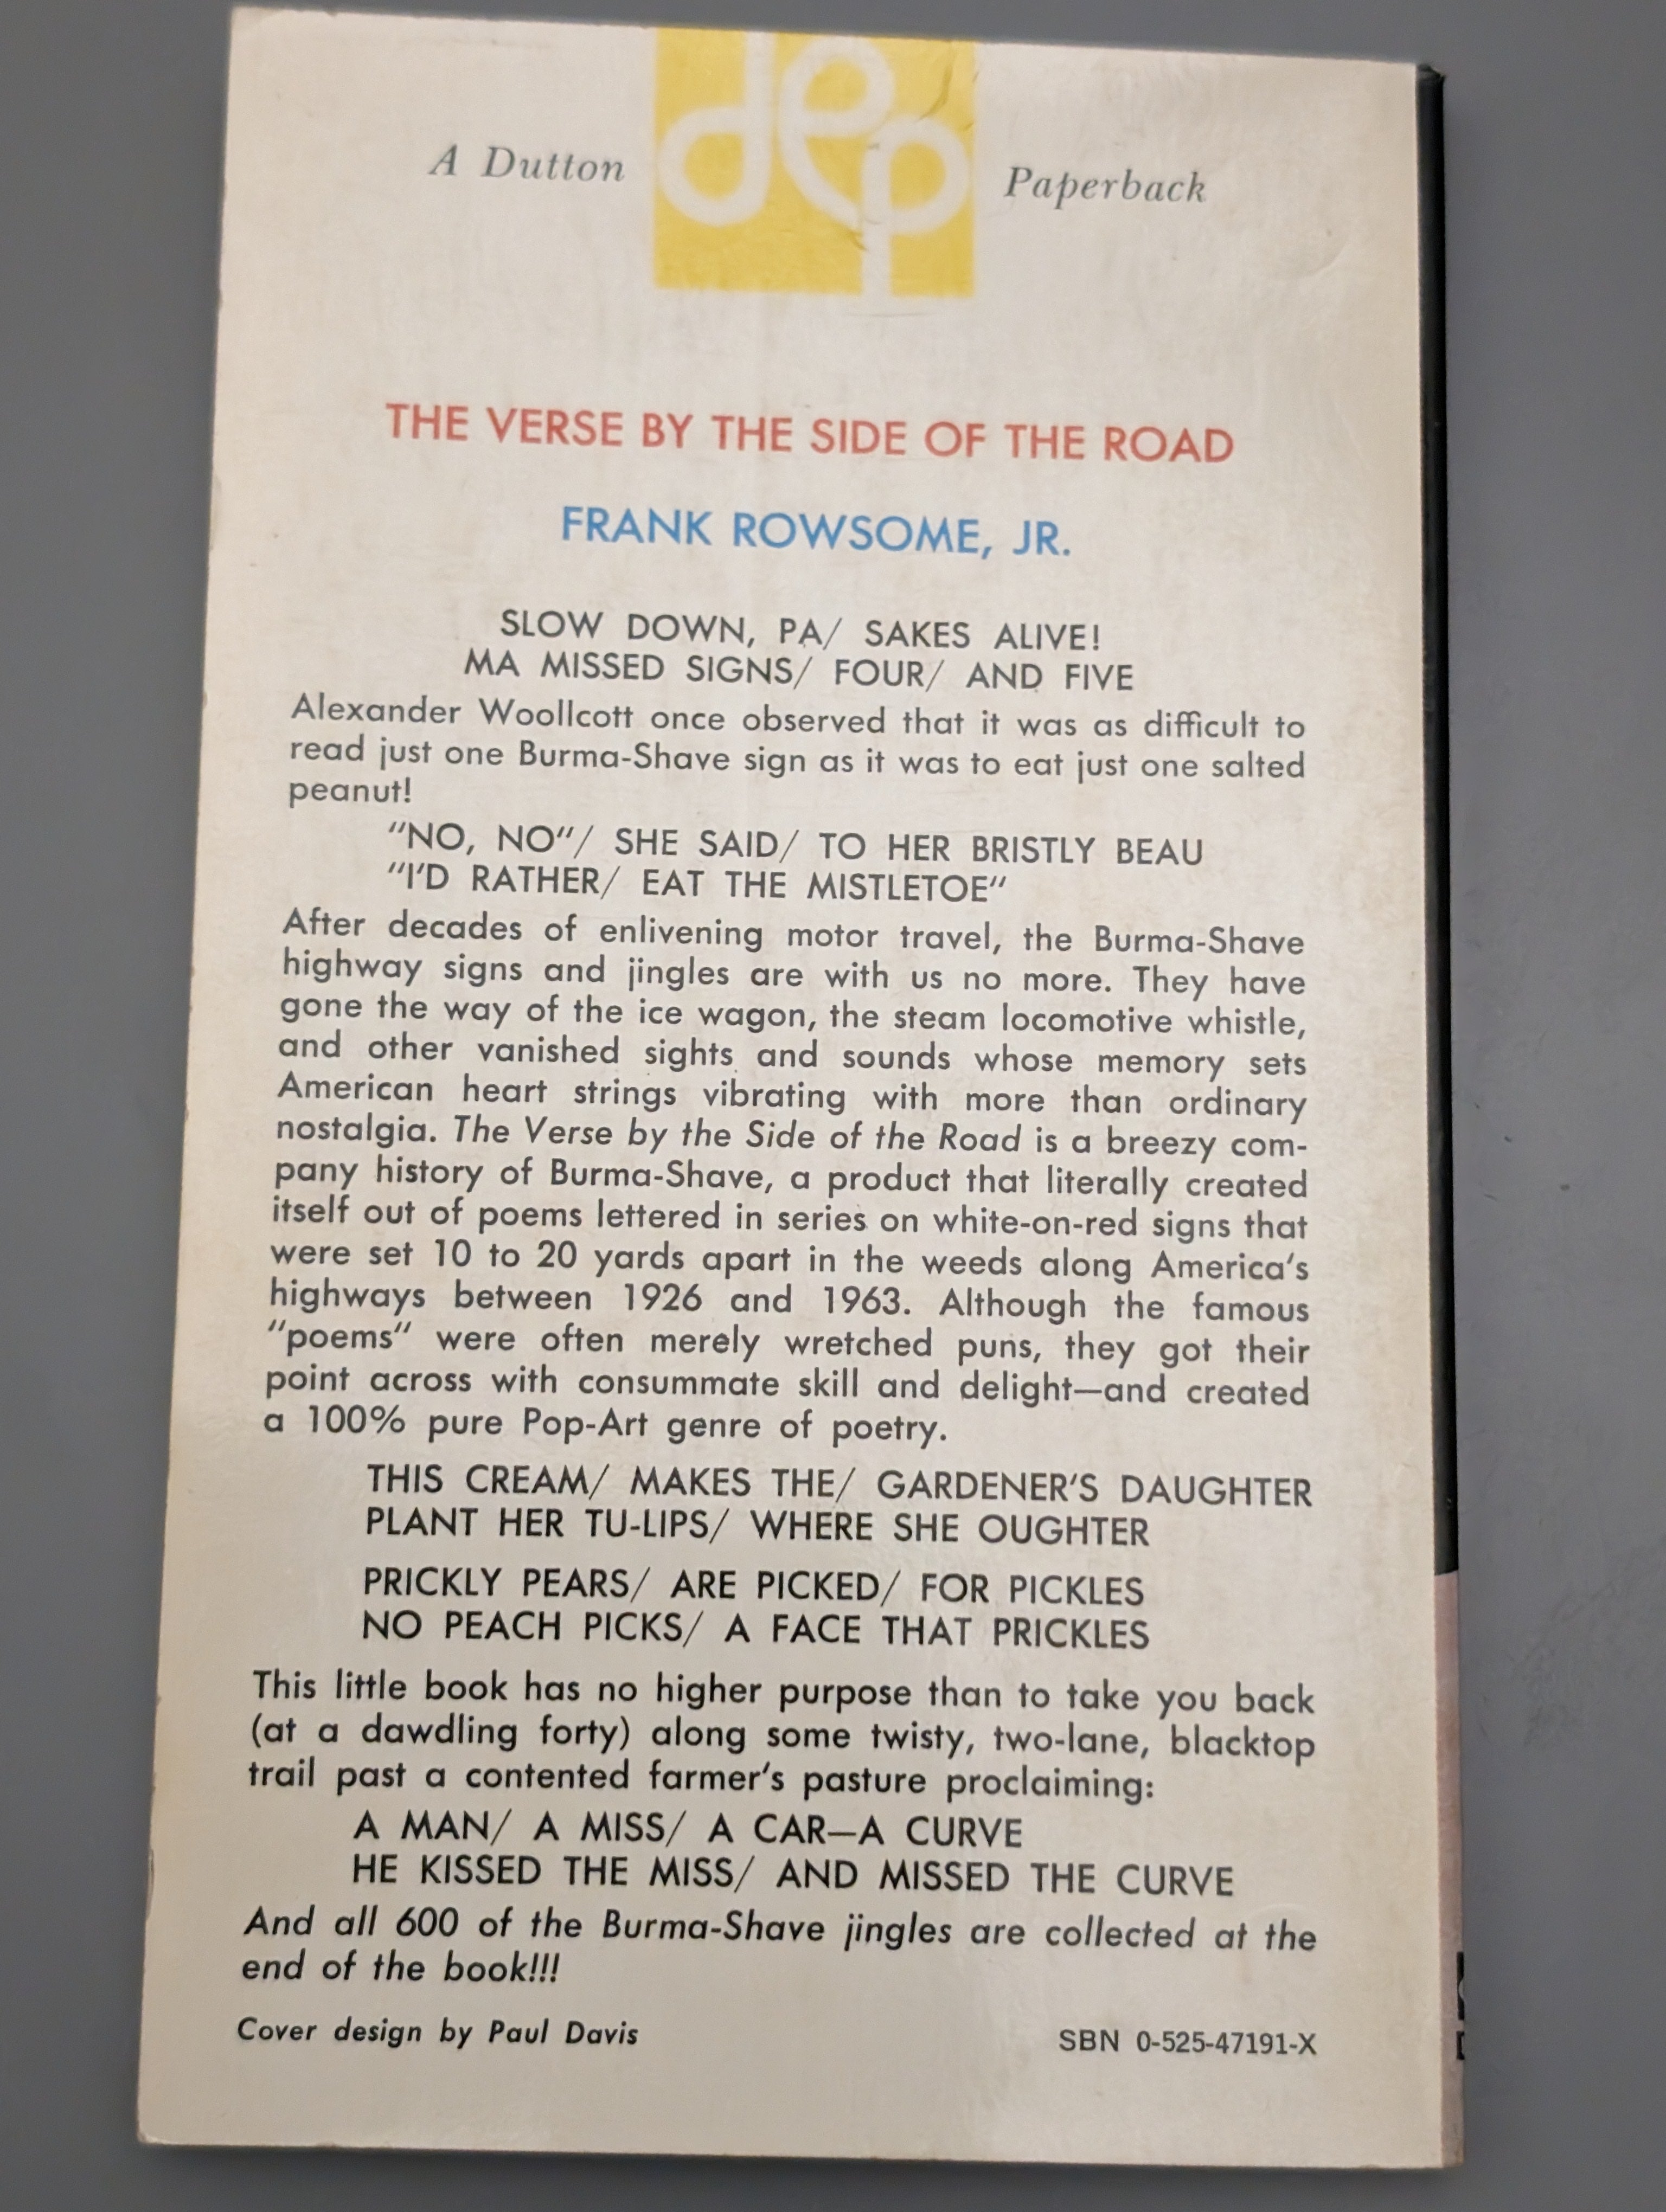 A Dutton dep Paperback
THE VERSE BY THE SIDE OF THE ROAD
FRANK ROWSOME, JR.
SLOW DOWN, PA/ SAKES ALIVE!
MA MISSED SIGNS/ FOUR/ AND FIVE
Alexander Woollcott once observed that it was as difficult to
read just one Burma-Shave sign as it was to eat just one salted
peanut!
"NO, NO"/ SHE SAID/ TO HER BRISTLY BEAU
"I'D RATHER/ EAT THE MISTLETOE"
After decades of enlivening motor travel, the Burma-Shave
highway signs and jingles are with us no more. They have
gone the way of the ice wagon, the steam locomotive whistle,
and other vanished sights and sounds whose memory sets
American heart strings vibrating with more than ordinary
nostalgia. The Verse by the Side of the Road is a breezy com-
pany history of Burma-Shave, a product that literally created
itself out of poems lettered in series on white-on-red signs that
were set 10 to 20 yards apart in the weeds along America's
highways between 1926 and 1963. Although the famous
"poems" were often merely wretched puns, they got their
point across with consummate skill and delight—and created
a 100% pure Pop-Art genre of poetry.
THIS CREAM/ MAKES THE/ GARDENER'S DAUGHTER
PLANT HER TU-LIPS/ WHERE SHE OUGHTER
PRICKLY PEARS/ ARE PICKED/ FOR PICKLES
NO PEACH PICKS/ A FACE THAT PRICKLES
This little book has no higher purpose than to take you back
(at a dawdling forty) along some twisty, two-lane, blacktop
trail past a contented farmer's pasture proclaiming:
A MAN/ A MISS/ A CAR—A CURVE
HE KISSED THE MISS/ AND MISSED THE CURVE
And all 600 of the Burma-Shave jingles are collected at the
end of the book!!!
Cover design by Paul Davis
SBN 0-525-47191-X